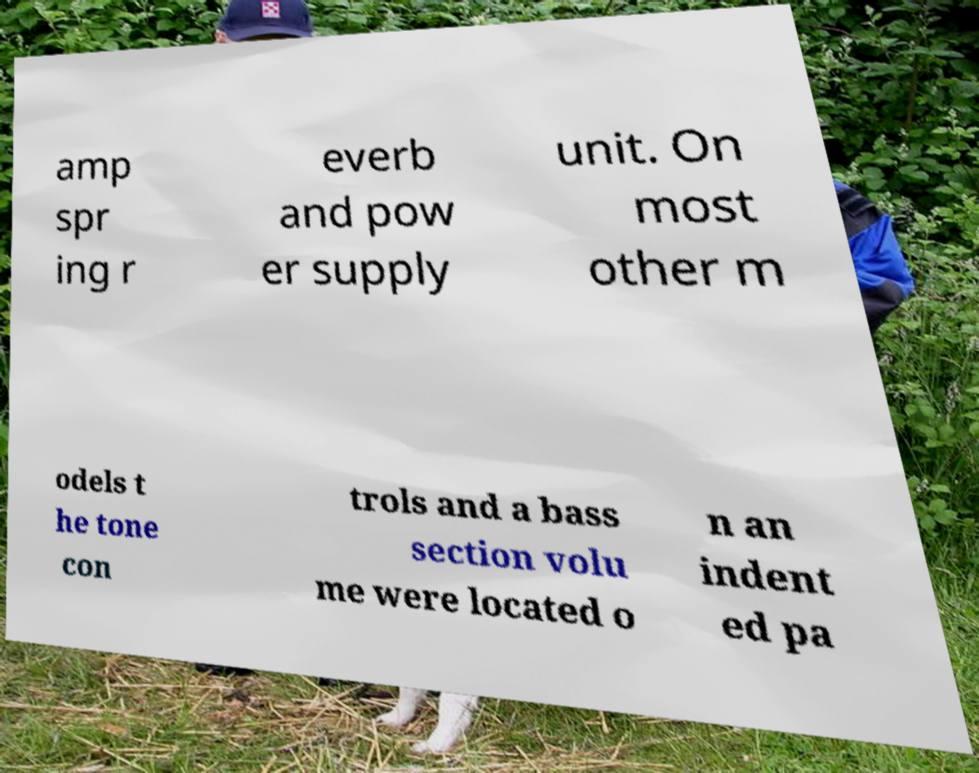 amp
spr
ing r
everb
and pow
er supply
unit. On
most
other m
odels t
he tone
con
trols and a bass
section volu
me were located o
n an
indent
ed pa